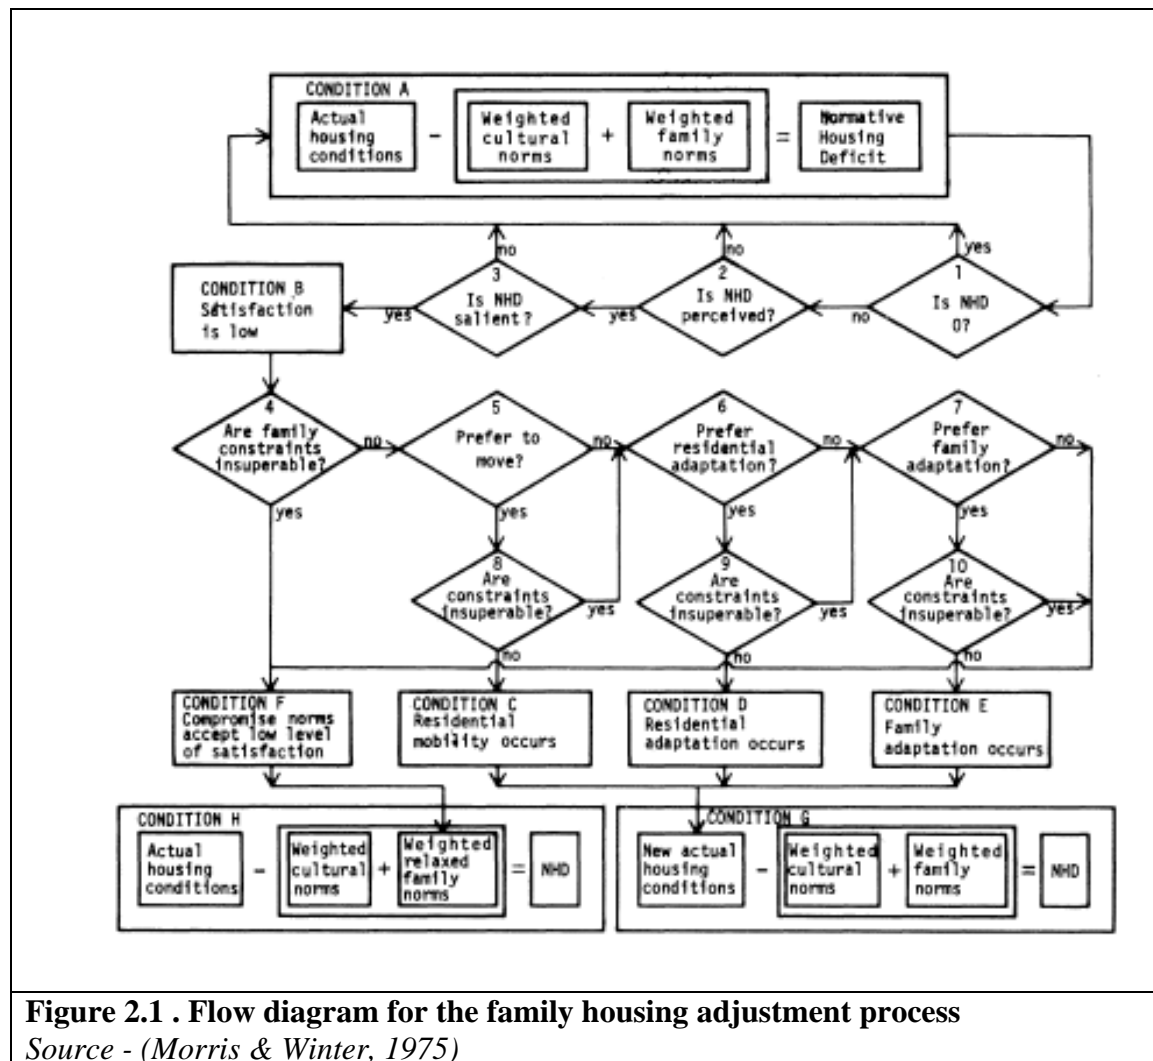 CONDITION A
Actual
housing
conditions
-
Weighted
cultural
norms
+
Weighted
family
norms
=
Normative
Housing
Deficit
no
no
yes
CONDITION B
Satisfaction
is low
yes
3
Is NHD
salient?
yes
2
Is NHD
perceived?
no
1
Is NHD
0?
4
Are family
constraints
insuperable?
no
yes
5
Prefer to
move?
no
yes
6
Prefer
residential
adaptation?
no
yes
7
Prefer
family
adaptation?
no
yes
8
Are
constraints
insuperable?
yes
no
9
Are
constraints
insuperable?
yes
no
10
Are
constraints
insuperable?
yes
no
CONDITION F
Compromise norms
accept low level
of satisfaction
CONDITION C
Residential
mobility occurs
CONDITION D
Residential
adaptation occurs
CONDITION E
Family
adaptation occurs
CONDITION H
Actual
housing
conditions
-
Weighted
cultural
norms
+
Weighted
relaxed
family
norms
=
NHD
CONDITION G
New actual
housing
conditions
-
Weighted
cultural
norms
+
Weighted
family
norms
=
NHD
Figure 2.1 . Flow diagram for the family housing adjustment process
Source - (Morris & Winter, 1975)